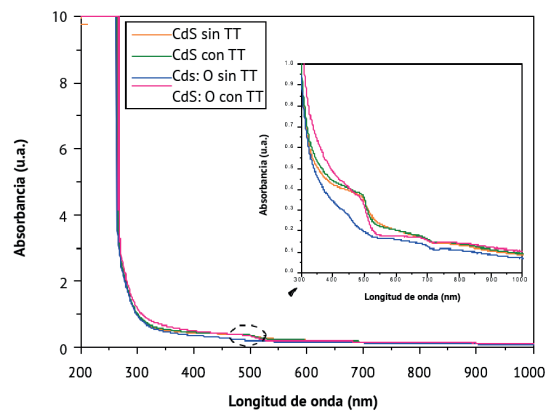 10
8
6
4
2
0
Absorbancia (u.a.)
CdS sin TT
CdS con TT
Cds: O sin TT
CdS: O con TT
1.0
0.9
0.8
0.7
0.6
0.5
0.4
0.3
0.2
0.1
0.0
Absorbancia (u.a.)
300 400 500 600 700 800 900 1000
Longitud de onda (nm)
200 300 400 500 600 700 800 900 1000
Longitud de onda (nm)